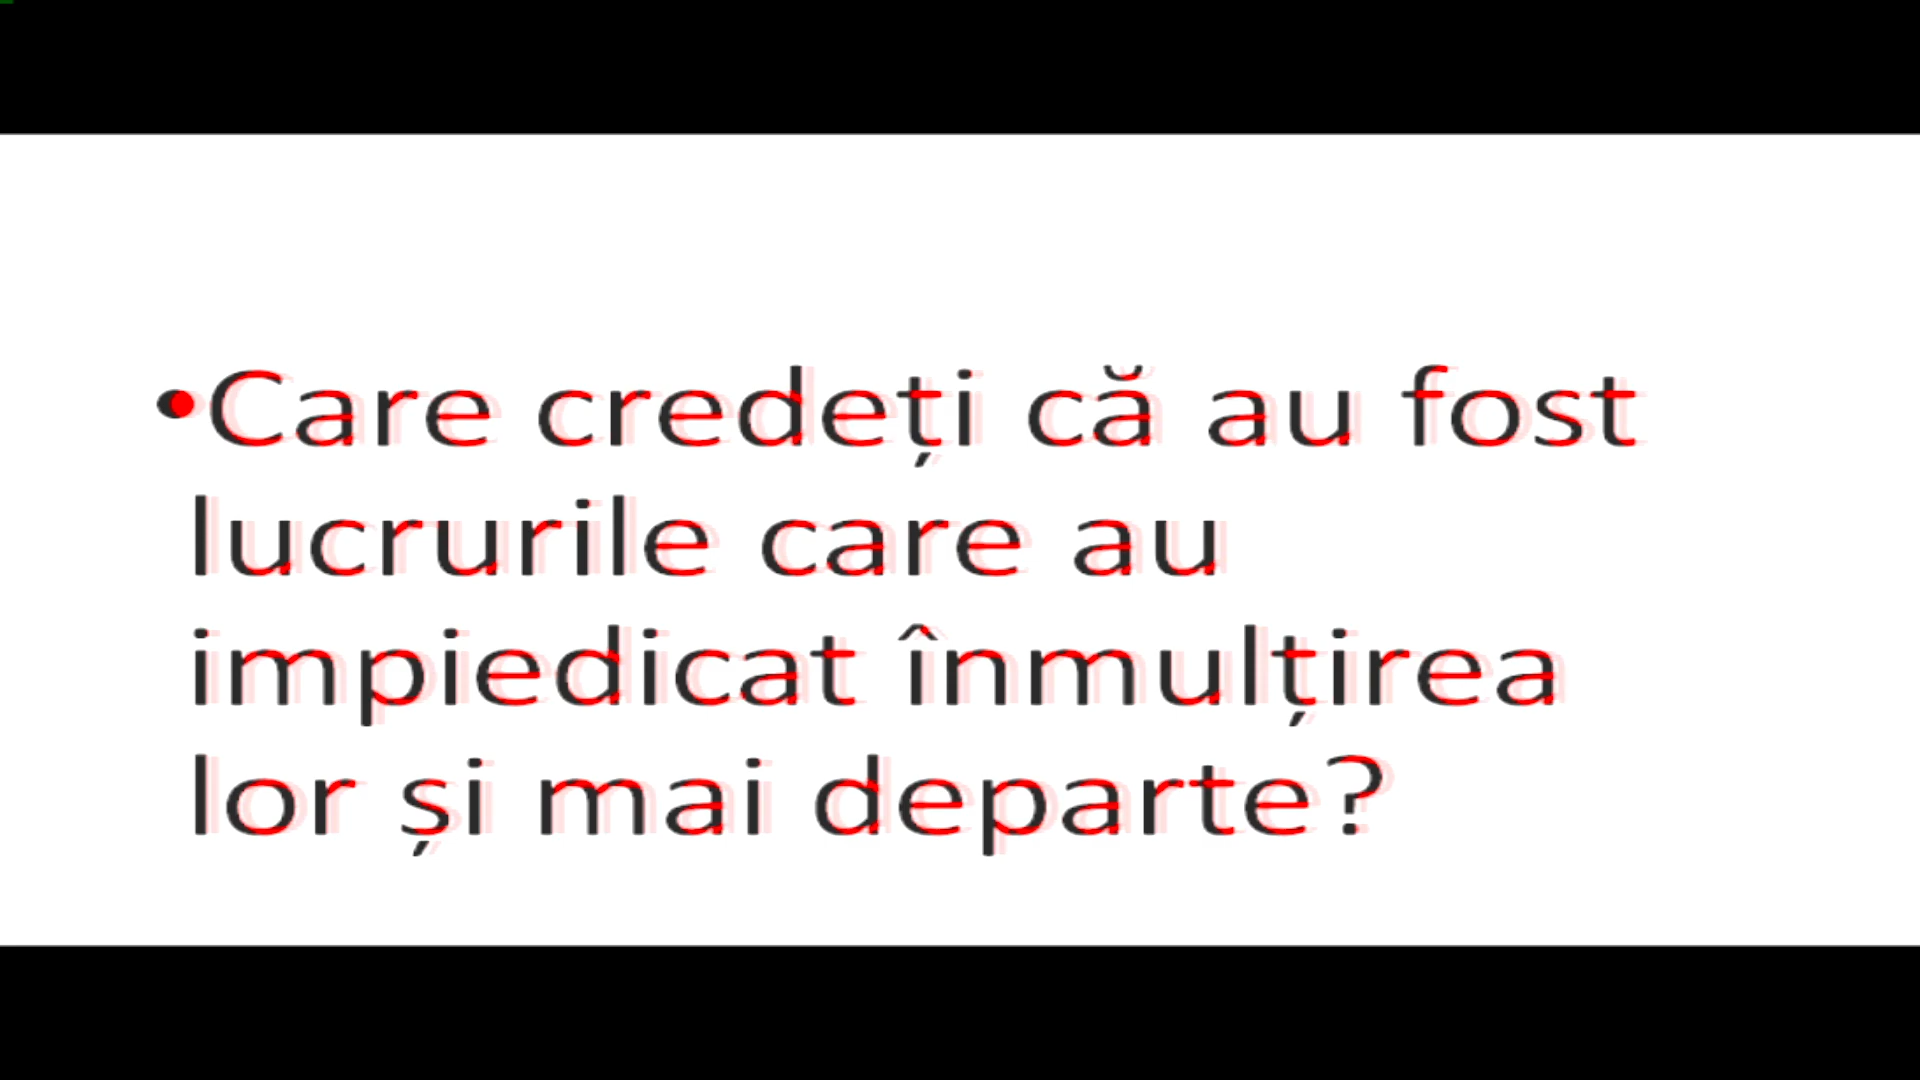 •Care credeți că au fost
lucrurile care au
impiedicat înmulțirea
lor și mai departe?